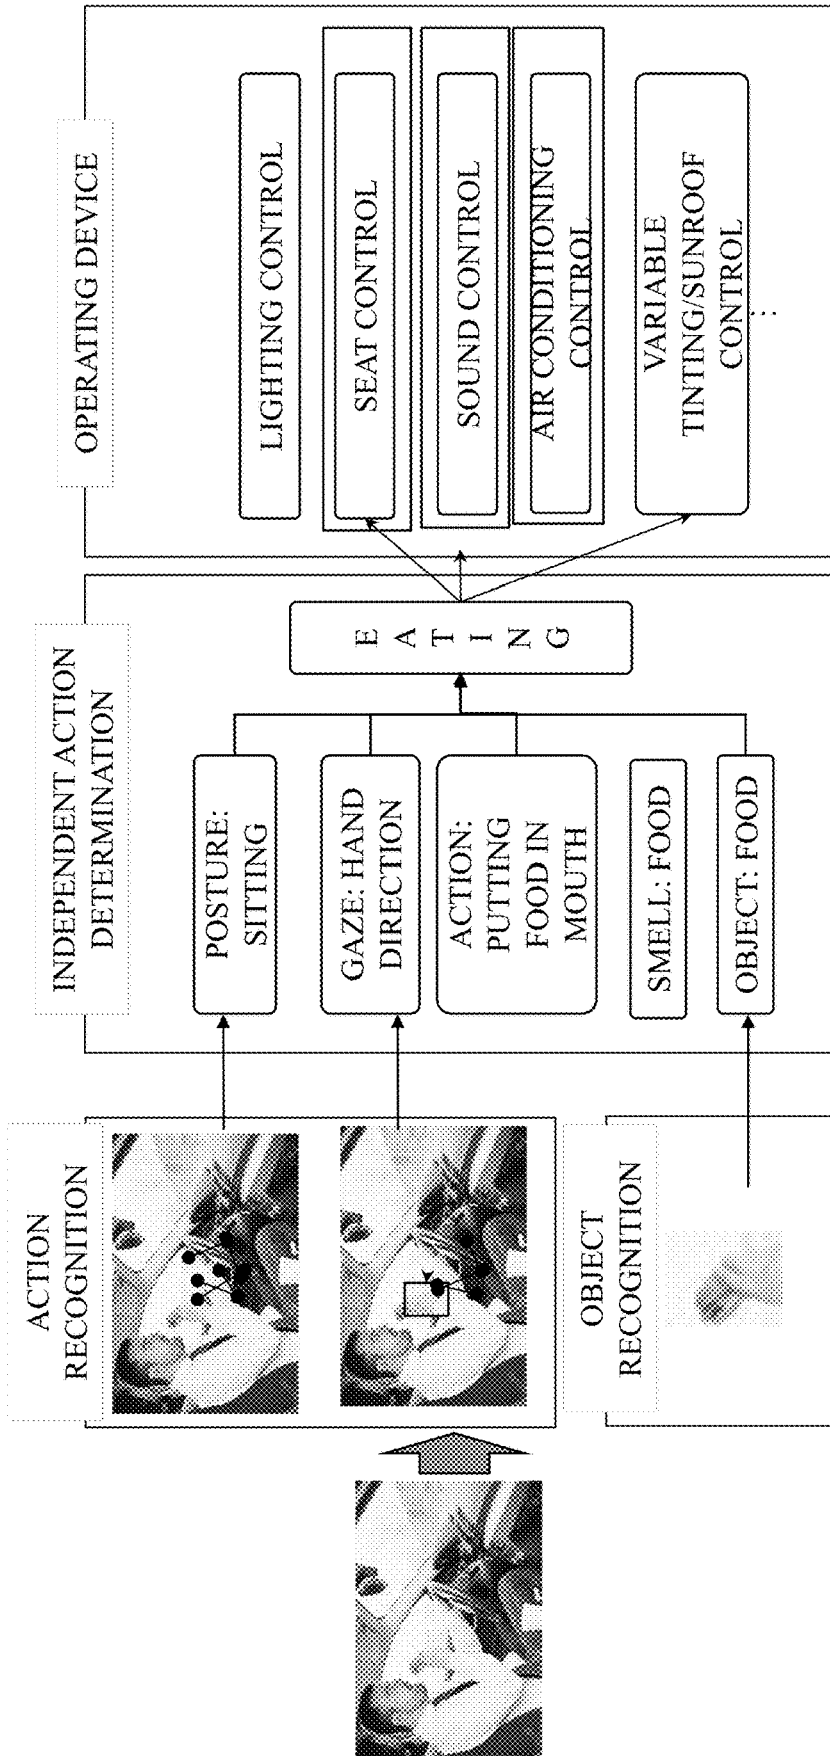 ACTION
RECOGNITION
OBJECT
RECOGNITION
INDEPENDENT ACTION
DETERMINATION
POSTURE:
SITTING
GAZE: HAND
DIRECTION
ACTION:
PUTTING
FOOD IN
MOUTH
SMELL: FOOD
OBJECT: FOOD
E
A
T
I
N
G
OPERATING DEVICE
LIGHTING CONTROL
SEAT CONTROL
SOUND CONTROL
AIR CONDITIONING
CONTROL
VARIABLE
TINTING/SUNROOF
CONTROL
...